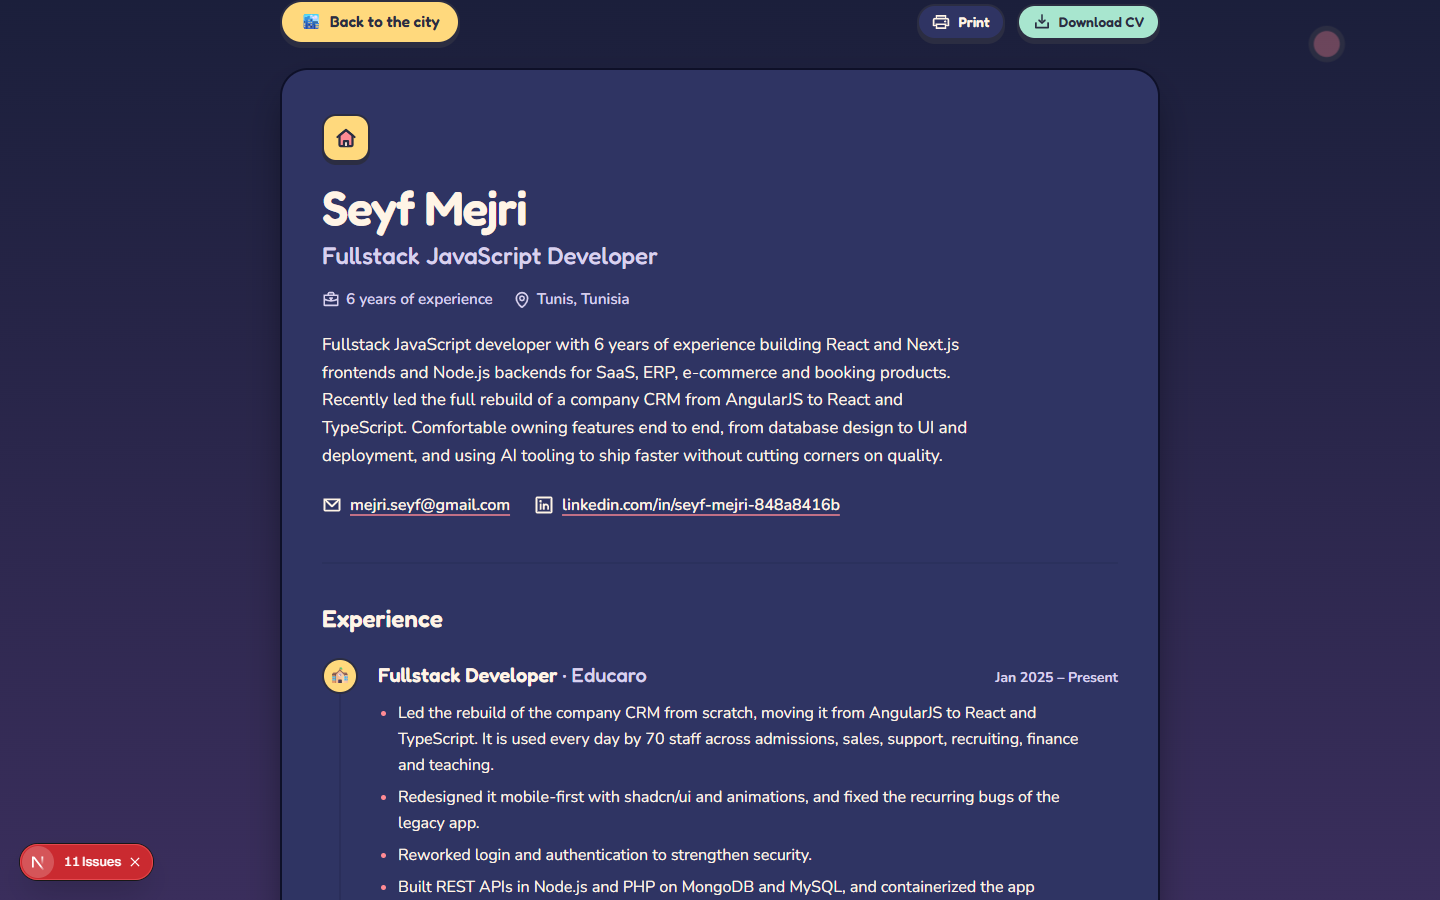 Back to the city
Print
Download CV
Seyf Mejri
Fullstack JavaScript Developer
6 years of experience
Tunis, Tunisia
Fullstack JavaScript developer with 6 years of experience building React and Next.js
frontends and Node.js backends for SaaS, ERP, e-commerce and booking products.
Recently led the full rebuild of a company CRM from AngularJS to React and
TypeScript. Comfortable owning features end to end, from database design to UI and
deployment, and using AI tooling to ship faster without cutting corners on quality.
mejri.seyf@gmail.com
linkedin.com/in/seyf-mejri-848a8416b
Experience
Fullstack Developer · Educaro
Jan 2025 – Present
Led the rebuild of the company CRM from scratch, moving it from AngularJS to React and
TypeScript. It is used every day by 70 staff across admissions, sales, support, recruiting, finance
and teaching.
Redesigned it mobile-first with shadcn/ui and animations, and fixed the recurring bugs of the
legacy app.
Reworked login and authentication to strengthen security.
Built REST APIs in Node.js and PHP on MongoDB and MySQL, and containerized the app
N
11 Issues